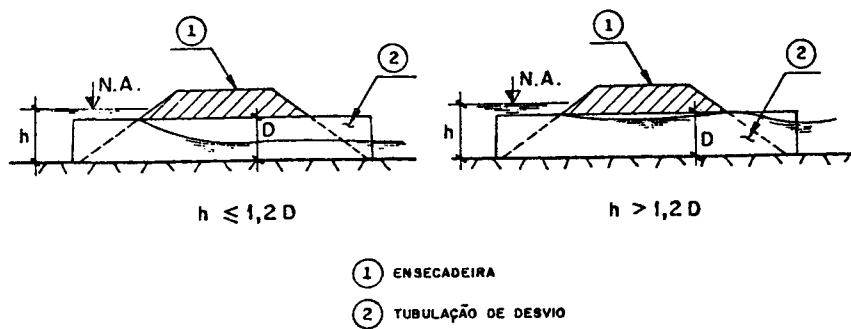 1
2
N.A.
h
D
h ≤ 1,2 D
1
2
N.A.
h
D
h > 1,2 D
1 ENSECADEIRA
2 TUBULAÇÃO DE DESVIO